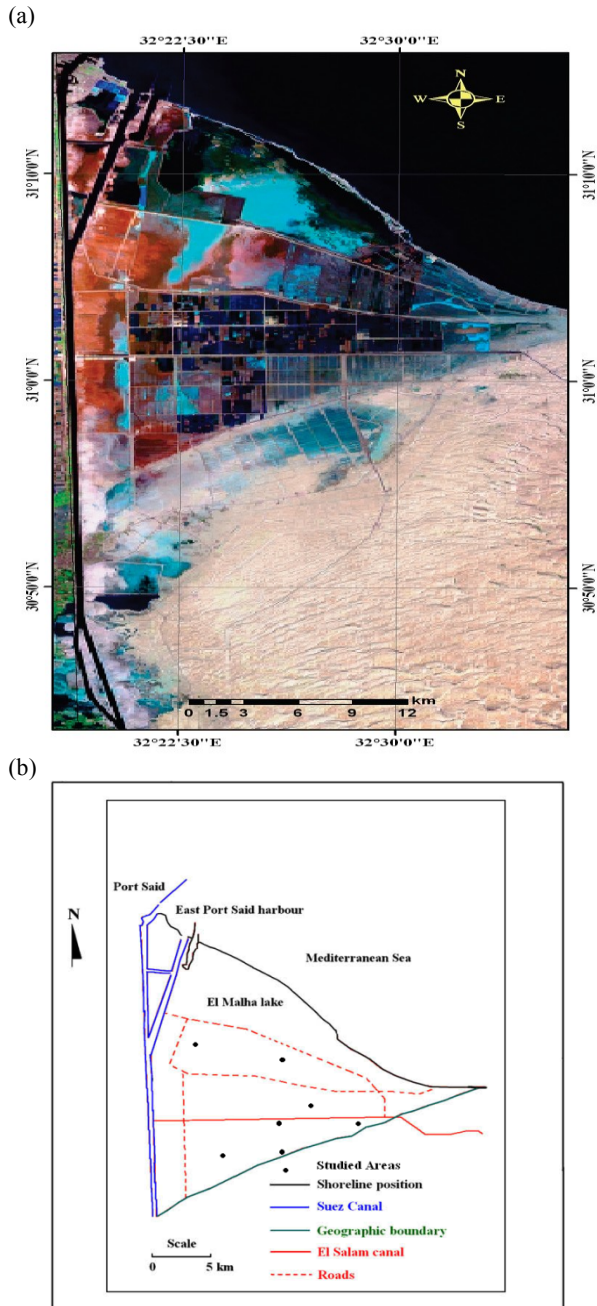 (a)
32°22'30"E 32°30'0"E
N
W E
S
31°10'0"N 31°10'0"N
31°0'0"N 31°0'0"N
30°50'0"N 30°50'0"N
km
0 1.5 3 6 9 12
32°22'30"E 32°30'0"E
(b)
Port Said
N
East Port Said harbour
Mediterranean Sea
El Malha lake
Studied Areas
Shoreline position
Suez Canal
Geographic boundary
El Salam canal
Roads
Scale
0 5 km